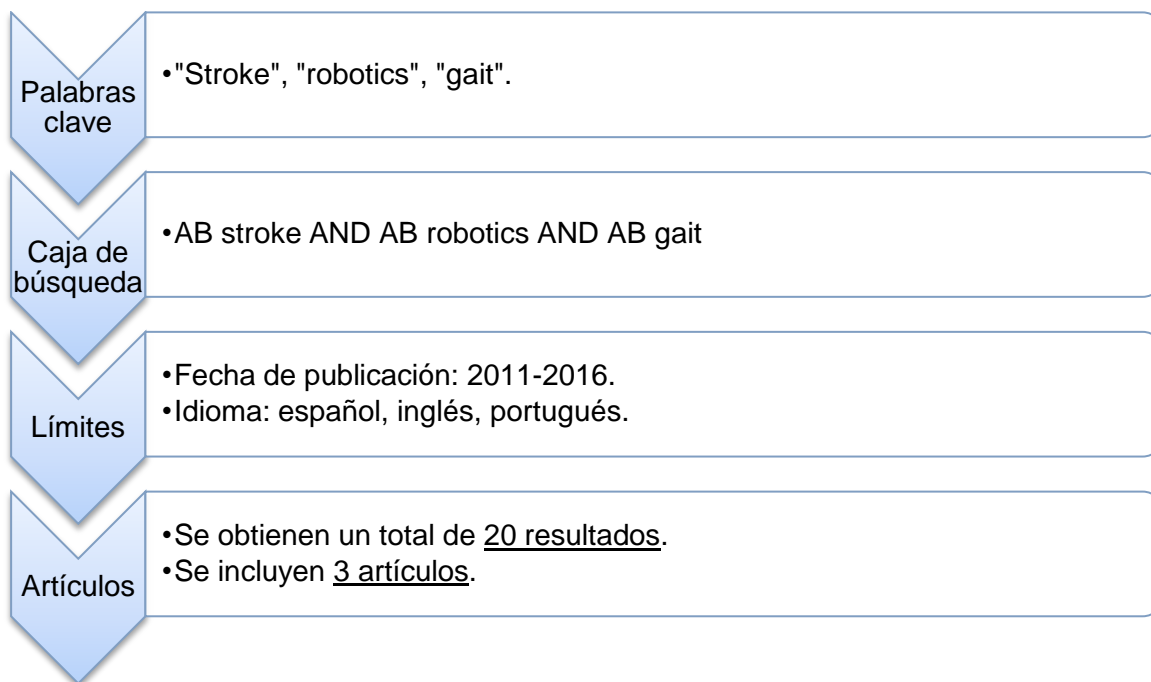 Palabras
clave
•"Stroke", "robotics", "gait".
Caja de
búsqueda
•AB stroke AND AB robotics AND AB gait
Límites
•Fecha de publicación: 2011-2016.
•Idioma: español, inglés, portugués.
Artículos
•Se obtienen un total de 20 resultados.
•Se incluyen 3 artículos.